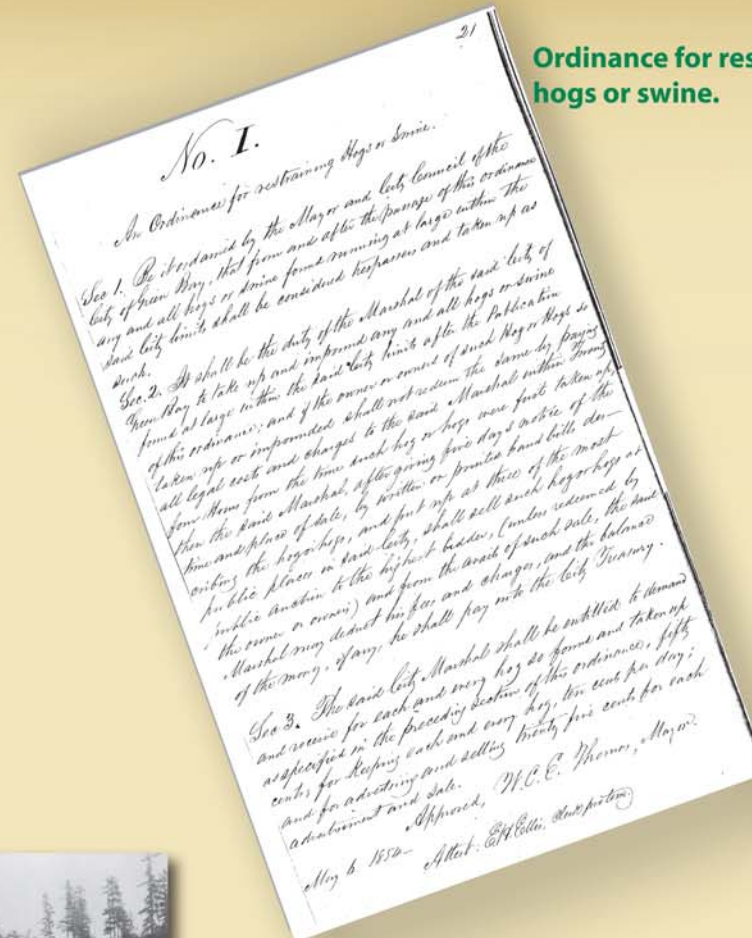 21
Ordinance for res
hogs or swine.
No. I.
An Ordinance for restraining Hogs or Swine.
Sec 1. Be it ordained by the Mayor and City Council of the
City of Green Bay, that from and after the passage of this ordinance
any and all hogs or swine found running at large within the
said City limits shall be considered trespassers and taken up as
such.
Sec. 2. It shall be the duty of the Marshal of the said City of
Green Bay to take up and impound any and all hogs or swine
found at large within the said City limits after the Publication
of this ordinance; and if the owner or owners of such Hog or Hogs so
taken up or impounded shall not redeem the same by paying
all legal costs and charges to the said Marshal within Twenty
four Hours from the time such hog or hogs were first taken up,
then the said Marshal, after giving five days notice of the
time and place of sale, by written or printed hand bills des-
cribing the hog or hogs, and put up at three of the most
public places in said City, shall sell such hog or hogs at
public auction to the highest bidder, (unless redeemed by
the owner or owners) and from the avails of such sale, the said
Marshal may deduct his fees and charges, and the balance
of the money, if any, he shall pay into the City Treasury.
Sec 3. The said City Marshal shall be entitled to demand
and receive for each and every hog so found and taken up
as specified in the preceding section of this ordinance, fifty
cents; for keeping each and every hog, ten cents per day;
and for advertising and selling twenty five cents for each
advertisment and sale.
Approved, W. C. E. Thomas, Mayor.
May 6 1854-
Attest: E H Ellis, Clerk protem.